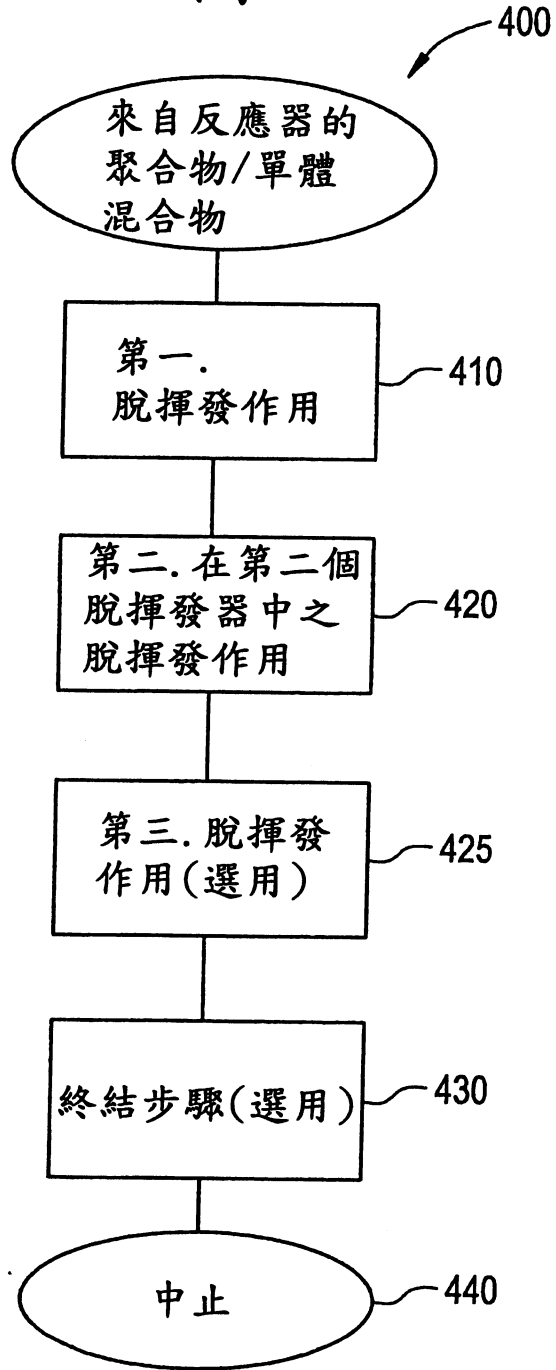 400
來自反應器的
聚合物/單體
混合物
第一.
脫揮發作用
410
第二.在第二個
脫揮發器中之
脫揮發作用
420
第三.脫揮發
作用(選用)
425
終結步驟(選用)
430
中止
440